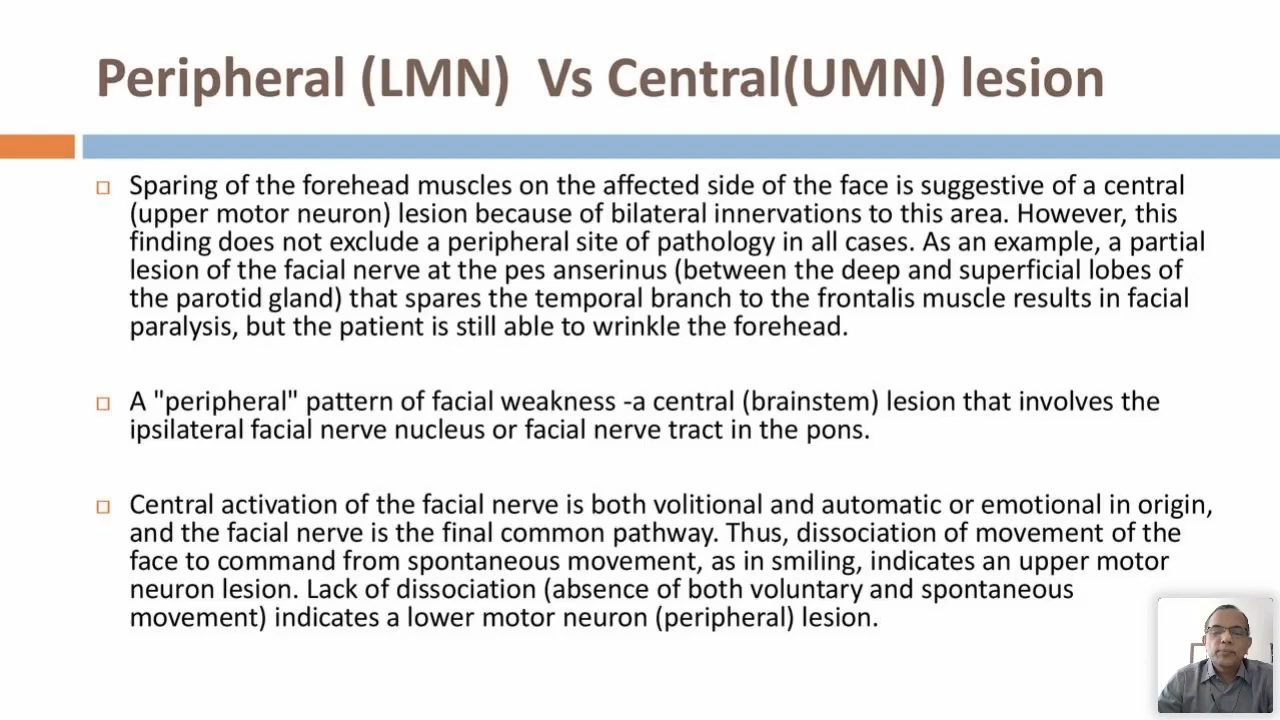 Peripheral (LMN) Vs Central(UMN) lesion
Sparing of the forehead muscles on the affected side of the face is suggestive of a central
(upper motor neuron) lesion because of bilateral innervations to this area. However, this
finding does not exclude a peripheral site of pathology in all cases. As an example, a partial
lesion of the facial nerve at the pes anserinus (between the deep and superficial lobes of
the parotid gland) that spares the temporal branch to the frontalis muscle results in facial
paralysis, but the patient is still able to wrinkle the forehead.
A "peripheral" pattern of facial weakness -a central (brainstem) lesion that involves the
ipsilateral facial nerve nucleus or facial nerve tract in the pons.
Central activation of the facial nerve is both volitional and automatic or emotional in origin,
and the facial nerve is the final common pathway. Thus, dissociation of movement of the
face to command from spontaneous movement, as in smiling, indicates an upper motor
neuron lesion. Lack of dissociation (absence of both voluntary and spontaneous
movement) indicates a lower motor neuron (peripheral) lesion.